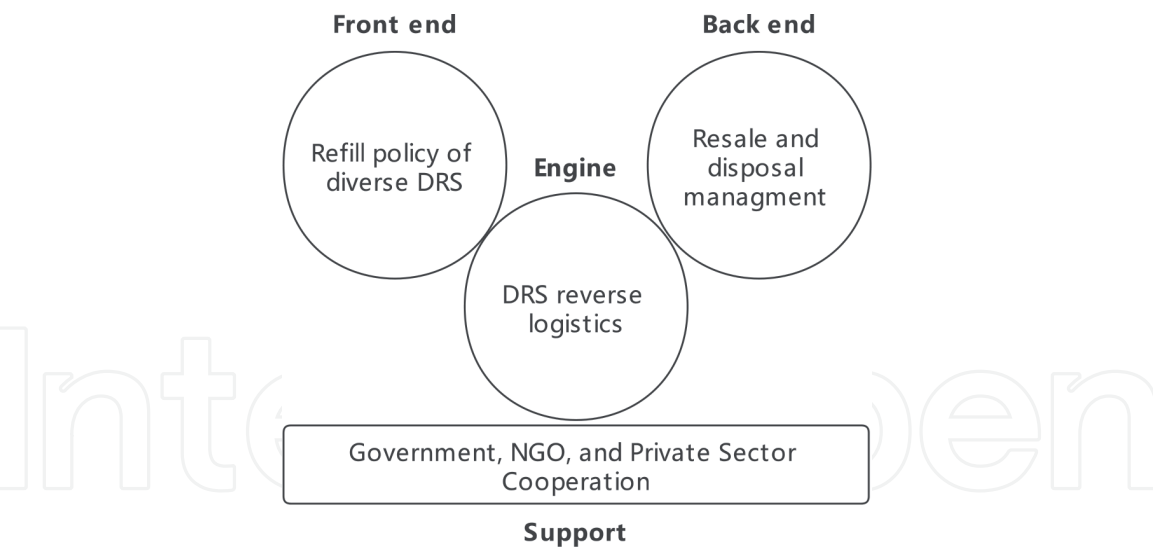 Front end
Back end
Refill policy of
diverse DRS
Engine
Resale and
disposal
managment
DRS reverse
logistics
Government, NGO, and Private Sector
Cooperation
Support